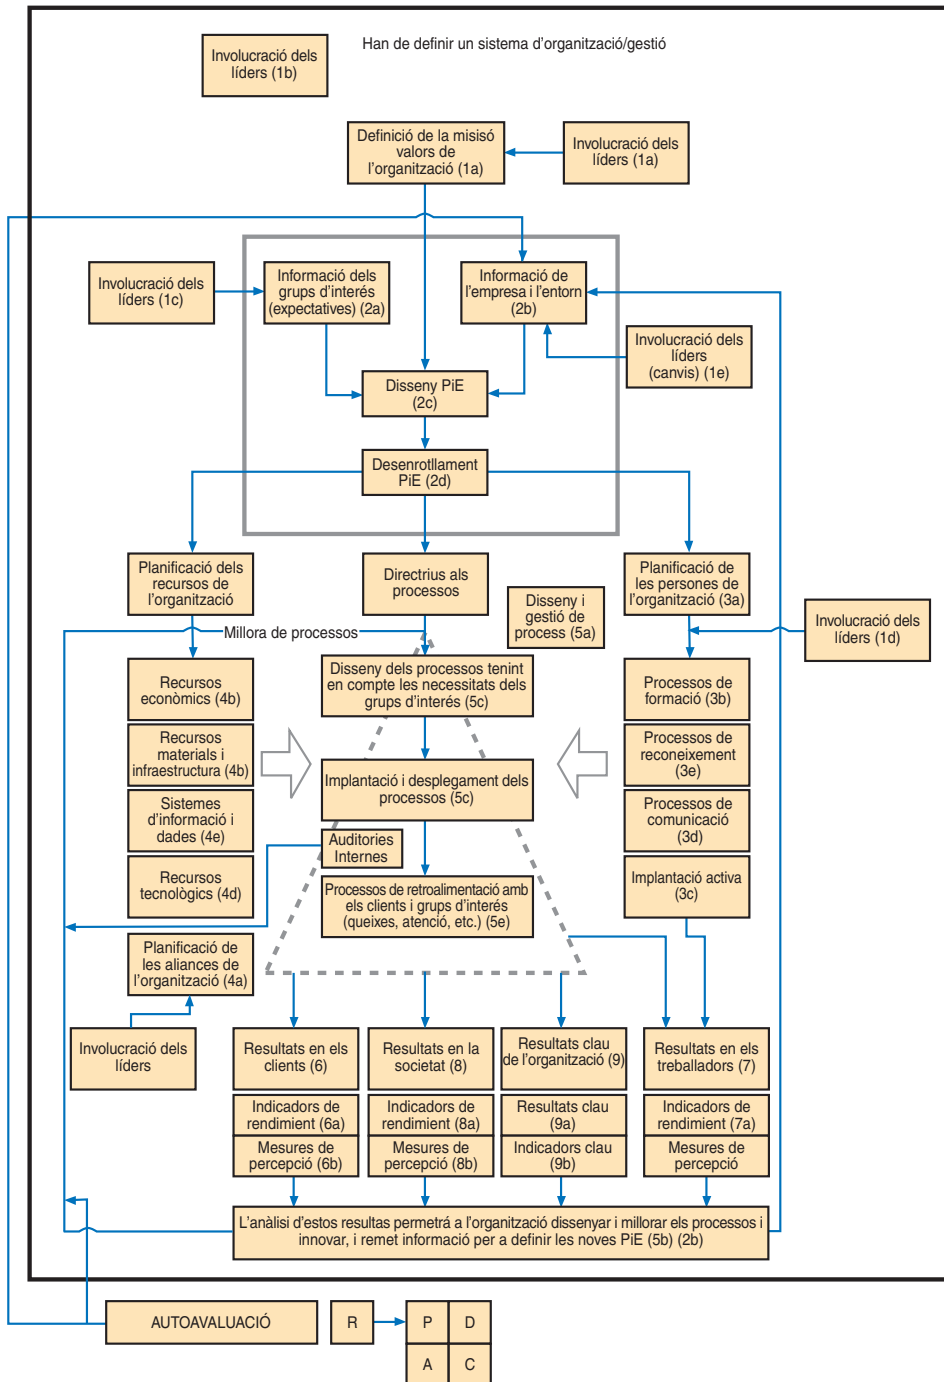 Han de definir un sistema d'organització/gestió
Involucració dels
líders (1b)
Definició de la misisó
valors de
l'organització (1a)
Involucració dels
líders (1a)
Involucració dels
líders (1c)
Informació dels
grups d'interés
(expectatives) (2a)
Informació de
l'empresa i l'entorn
(2b)
Involucració dels
líders
(canvis) (1e)
Disseny PiE
(2c)
Desenrotllament
PiE (2d)
Planificació dels
recursos de
l'organització
Directrius als
processos
Disseny i
gestió de
process (5a)
Planificació de
les persones de
l'organització (3a)
Involucració dels
líders (1d)
Millora de processos
Recursos
econòmics (4b)
Disseny dels processos tenint
en compte les necessitats dels
grups d'interés (5c)
Processos de
formació (3b)
Recursos
materials i
infraestructura (4b)
Implantació i desplegament dels
processos (5c)
Processos de
reconeixement
(3e)
Sistemes
d'informació i
dades (4e)
Auditories
Internes
Processos de
comunicació
(3d)
Recursos
tecnològics (4d)
Processos de retroalimentació amb
els clients i grups d'interés
(queixes, atenció, etc.) (5e)
Implantació activa
(3c)
Planificació de
les aliances de
l'organització (4a)
Involucració dels
líders
Resultats en els
clients (6)
Resultats en la
societat (8)
Resultats clau
de l'organització (9)
Resultats en els
treballadors (7)
Indicadors de
rendiment (6a)
Indicadors de
rendiment (8a)
Resultats clau
(9a)
Indicadors de
rendiment (7a)
Mesures de
percepció (6b)
Mesures de
percepció (8b)
Indicadors clau
(9b)
Mesures de
percepció
L'anàlisi d'estos resultas permetrá a l'organització dissenyar i millorar els processos i
innovar, i remet informació per a definir les noves PiE (5b) (2b)
AUTOAVALUACIÓ
R
P
D
A
C